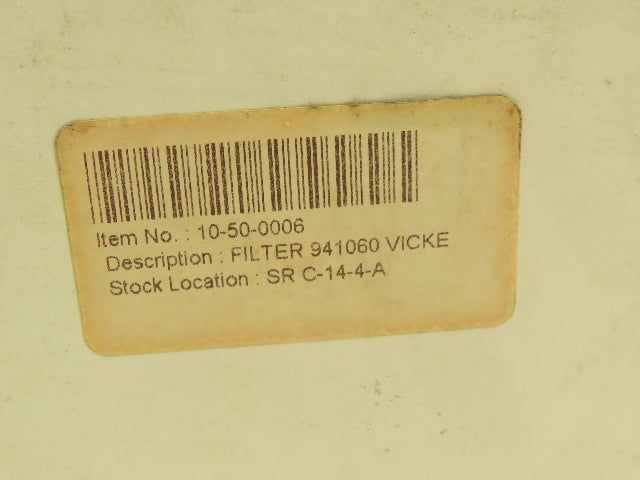 Item No. : 10-50-0006
Description : FILTER 941060 VICKE
Stock Location : SR C-14-4-A